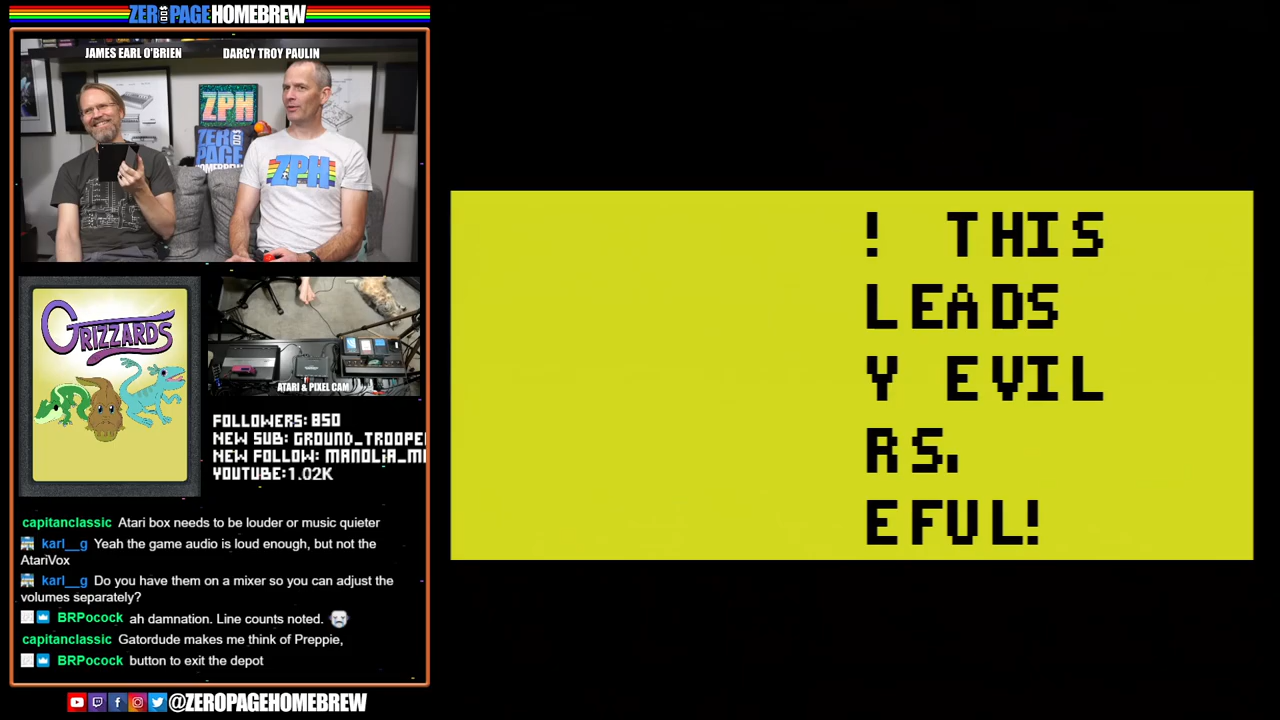 ZERO PAGE HOMEBREW
JAMES EARL O'BRIEN
DARCY TROY PAULIN
ZPH
ZERO
PAGE
ZPH
GRIZZARDS
ATARI & PIXEL CAM
FOLLOWERS: 850
NEW SUB: GROUND_TROOPE
NEW FOLLOW: MANOLIA_M
YOUTUBE:1.02K
capitanclassic Atari box needs to be louder or music quieter
karl__g Yeah the game audio is loud enough, but not the
AtariVox
karl__g Do you have them on a mixer so you can adjust the
volumes separately?
BRPocock ah damnation. Line counts noted.
capitanclassic Gatordude makes me think of Preppie,
BRPocock button to exit the depot
@ZEROPAGEHOMEBREW
! THIS
LEADS
Y EVIL
RS.
EFUL!